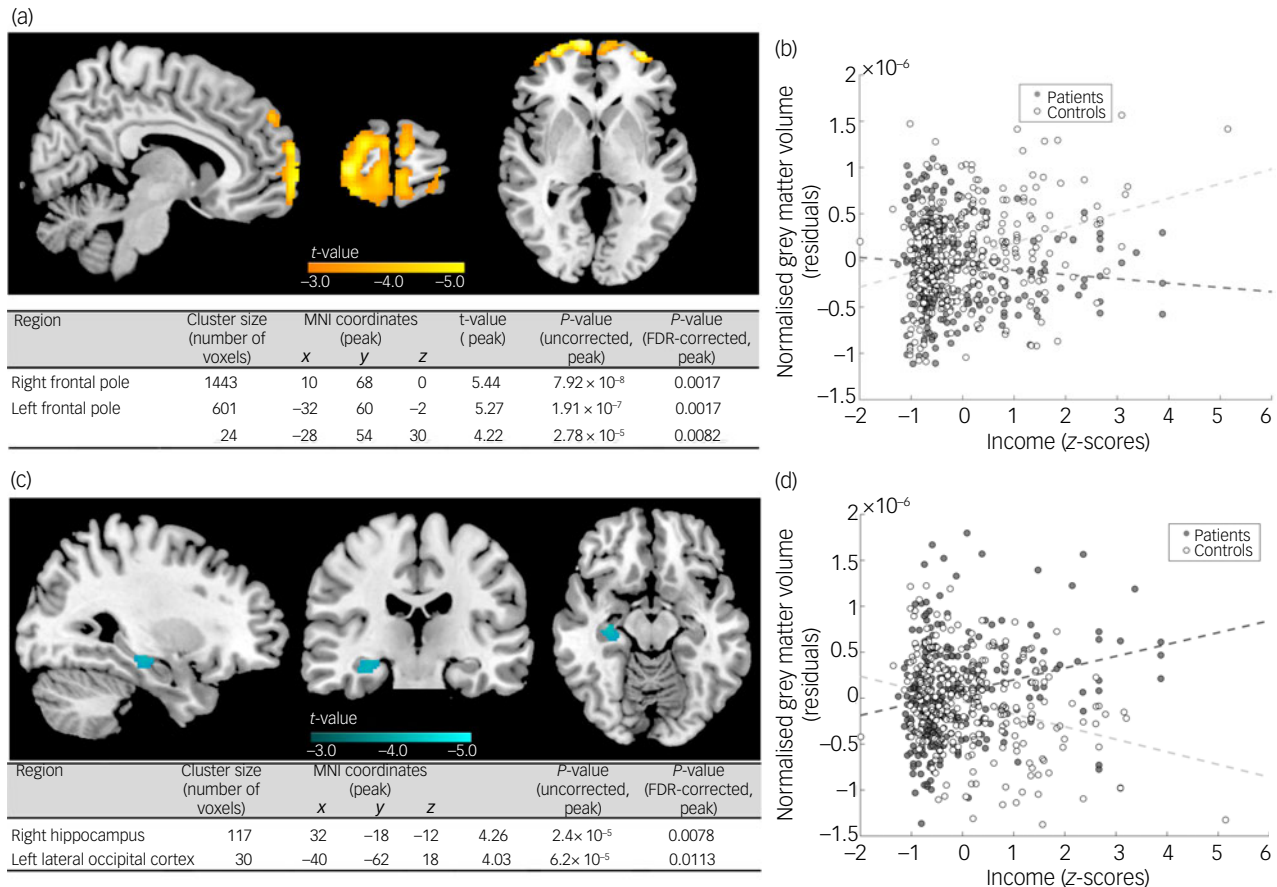 (a)
t-value
−3.0 −4.0 −5.0
Region Cluster size MNI coordinates t-value P-value P-value
(number of (peak) ( peak) (uncorrected, (FDR-corrected,
voxels) x y z peak) peak)
Right frontal pole 1443 10 68 0 5.44 7.92 × 10⁻⁸ 0.0017
Left frontal pole 601 −32 60 −2 5.27 1.91 × 10⁻⁷ 0.0017
24 −28 54 30 4.22 2.78 × 10⁻⁵ 0.0082
(b)
2 ×10⁻⁶
Patients
Controls
1.5
1
0.5
0
−0.5
−1
−1.5
Normalised grey matter volume
(residuals)
−2 −1 0 1 2 3 4 5 6
Income (z-scores)
(c)
t-value
−3.0 −4.0 −5.0
Region Cluster size MNI coordinates P-value P-value
(number of (peak) (uncorrected, (FDR-corrected,
voxels) x y z peak) peak)
Right hippocampus 117 32 −18 −12 4.26 2.4× 10⁻⁵ 0.0078
Left lateral occipital cortex 30 −40 −62 18 4.03 6.2× 10⁻⁵ 0.0113
(d)
2 ×10⁻⁶
Patients
Controls
1.5
1
0.5
0
−0.5
−1
−1.5
Normalised grey matter volume
(residuals)
−2 −1 0 1 2 3 4 5 6
Income (z-scores)